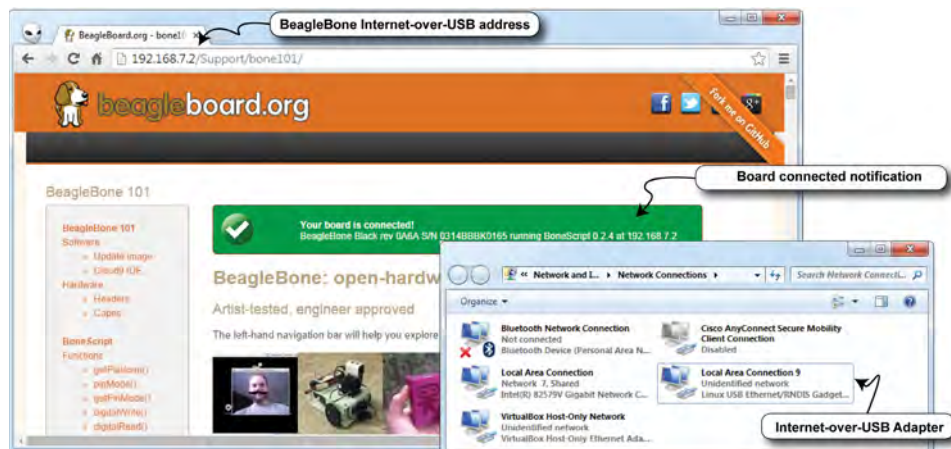 BeagleBone Internet-over-USB address
BeagleBoard.org - bone1
192.168.7.2/Support/bone101/
beagleboard.org
Fork me on GitHub
Board connected notification
BeagleBone 101
BeagleBone 101
Software
Update image
Cloud9 IDE
Hardware
Headers
Capes
BoneScript
Functions
getPlatform()
pinMode()
getPinMode()
digitalWrite()
digitalRead()
Your board is connected!
BeagleBone Black rev 0A6A S/N 0314BBBK0165 running BoneScript 0.2.4 at 192.168.7.2
BeagleBone: open-hardw
Artist-tested, engineer approved
The left-hand navigation bar will help you explore
« Network and I... ▸ Network Connections ▸
Search Network Connecti...
Organize
Bluetooth Network Connection
Not connected
Bluetooth Device (Personal Area N...
Cisco AnyConnect Secure Mobility
Client Connection
Disabled
Local Area Connection
Network 7, Shared
Intel(R) 82579V Gigabit Network C...
Local Area Connection 9
Unidentified network
Linux USB Ethernet/RNDIS Gadget...
VirtualBox Host-Only Network
Unidentified network
VirtualBox Host-Only Ethernet Ada...
Internet-over-USB Adapter